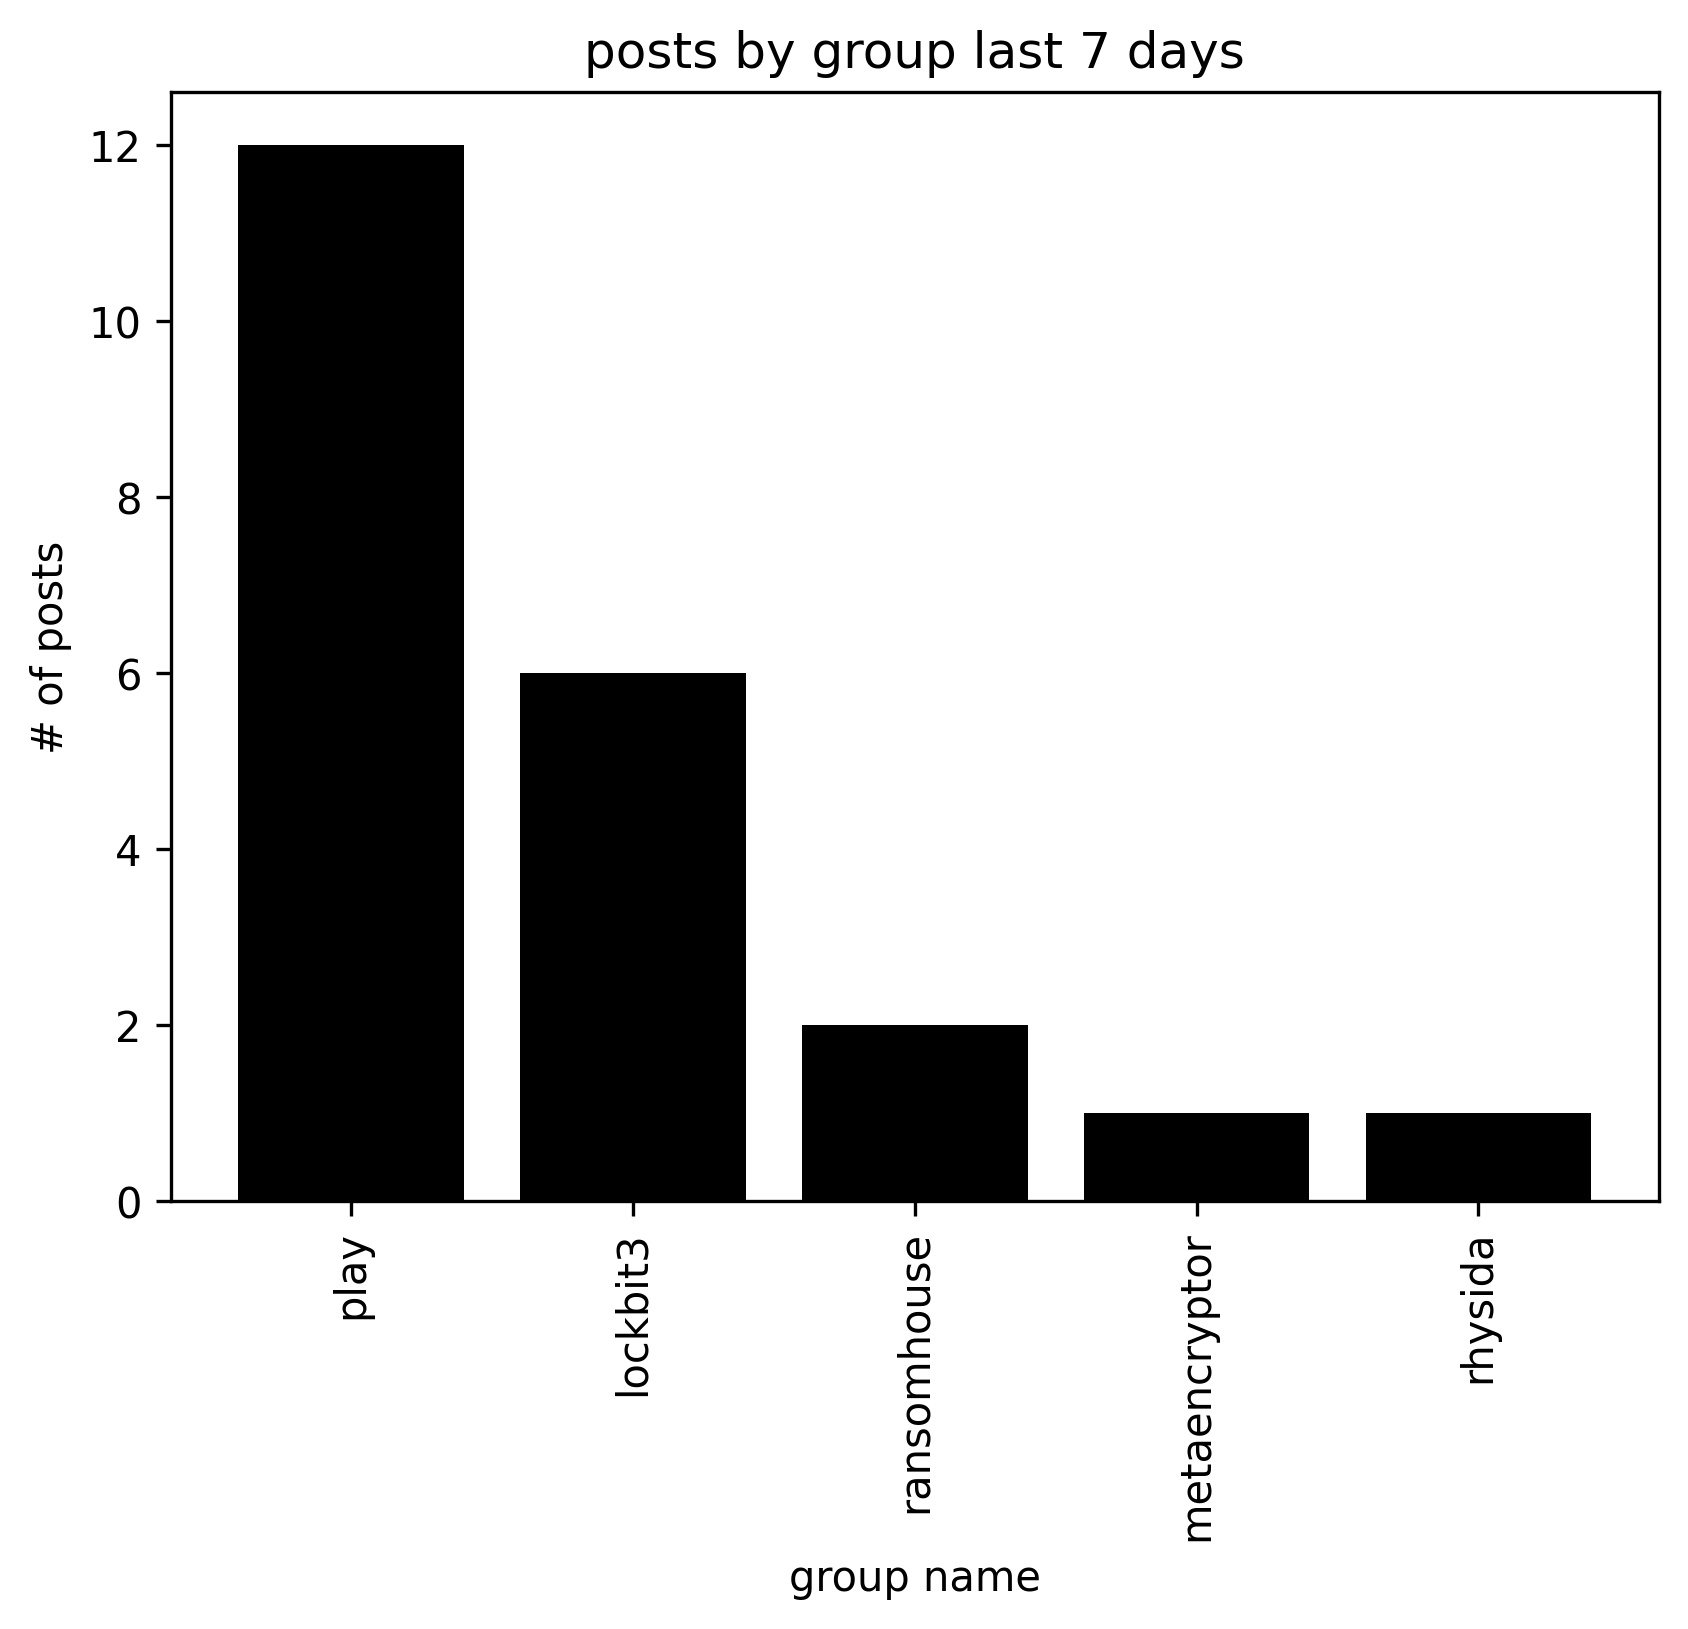 posts by group last 7 days
12
10
8
6
4
2
0
# of posts
play
lockbit3
ransomhouse
metaencryptor
rhysida
group name